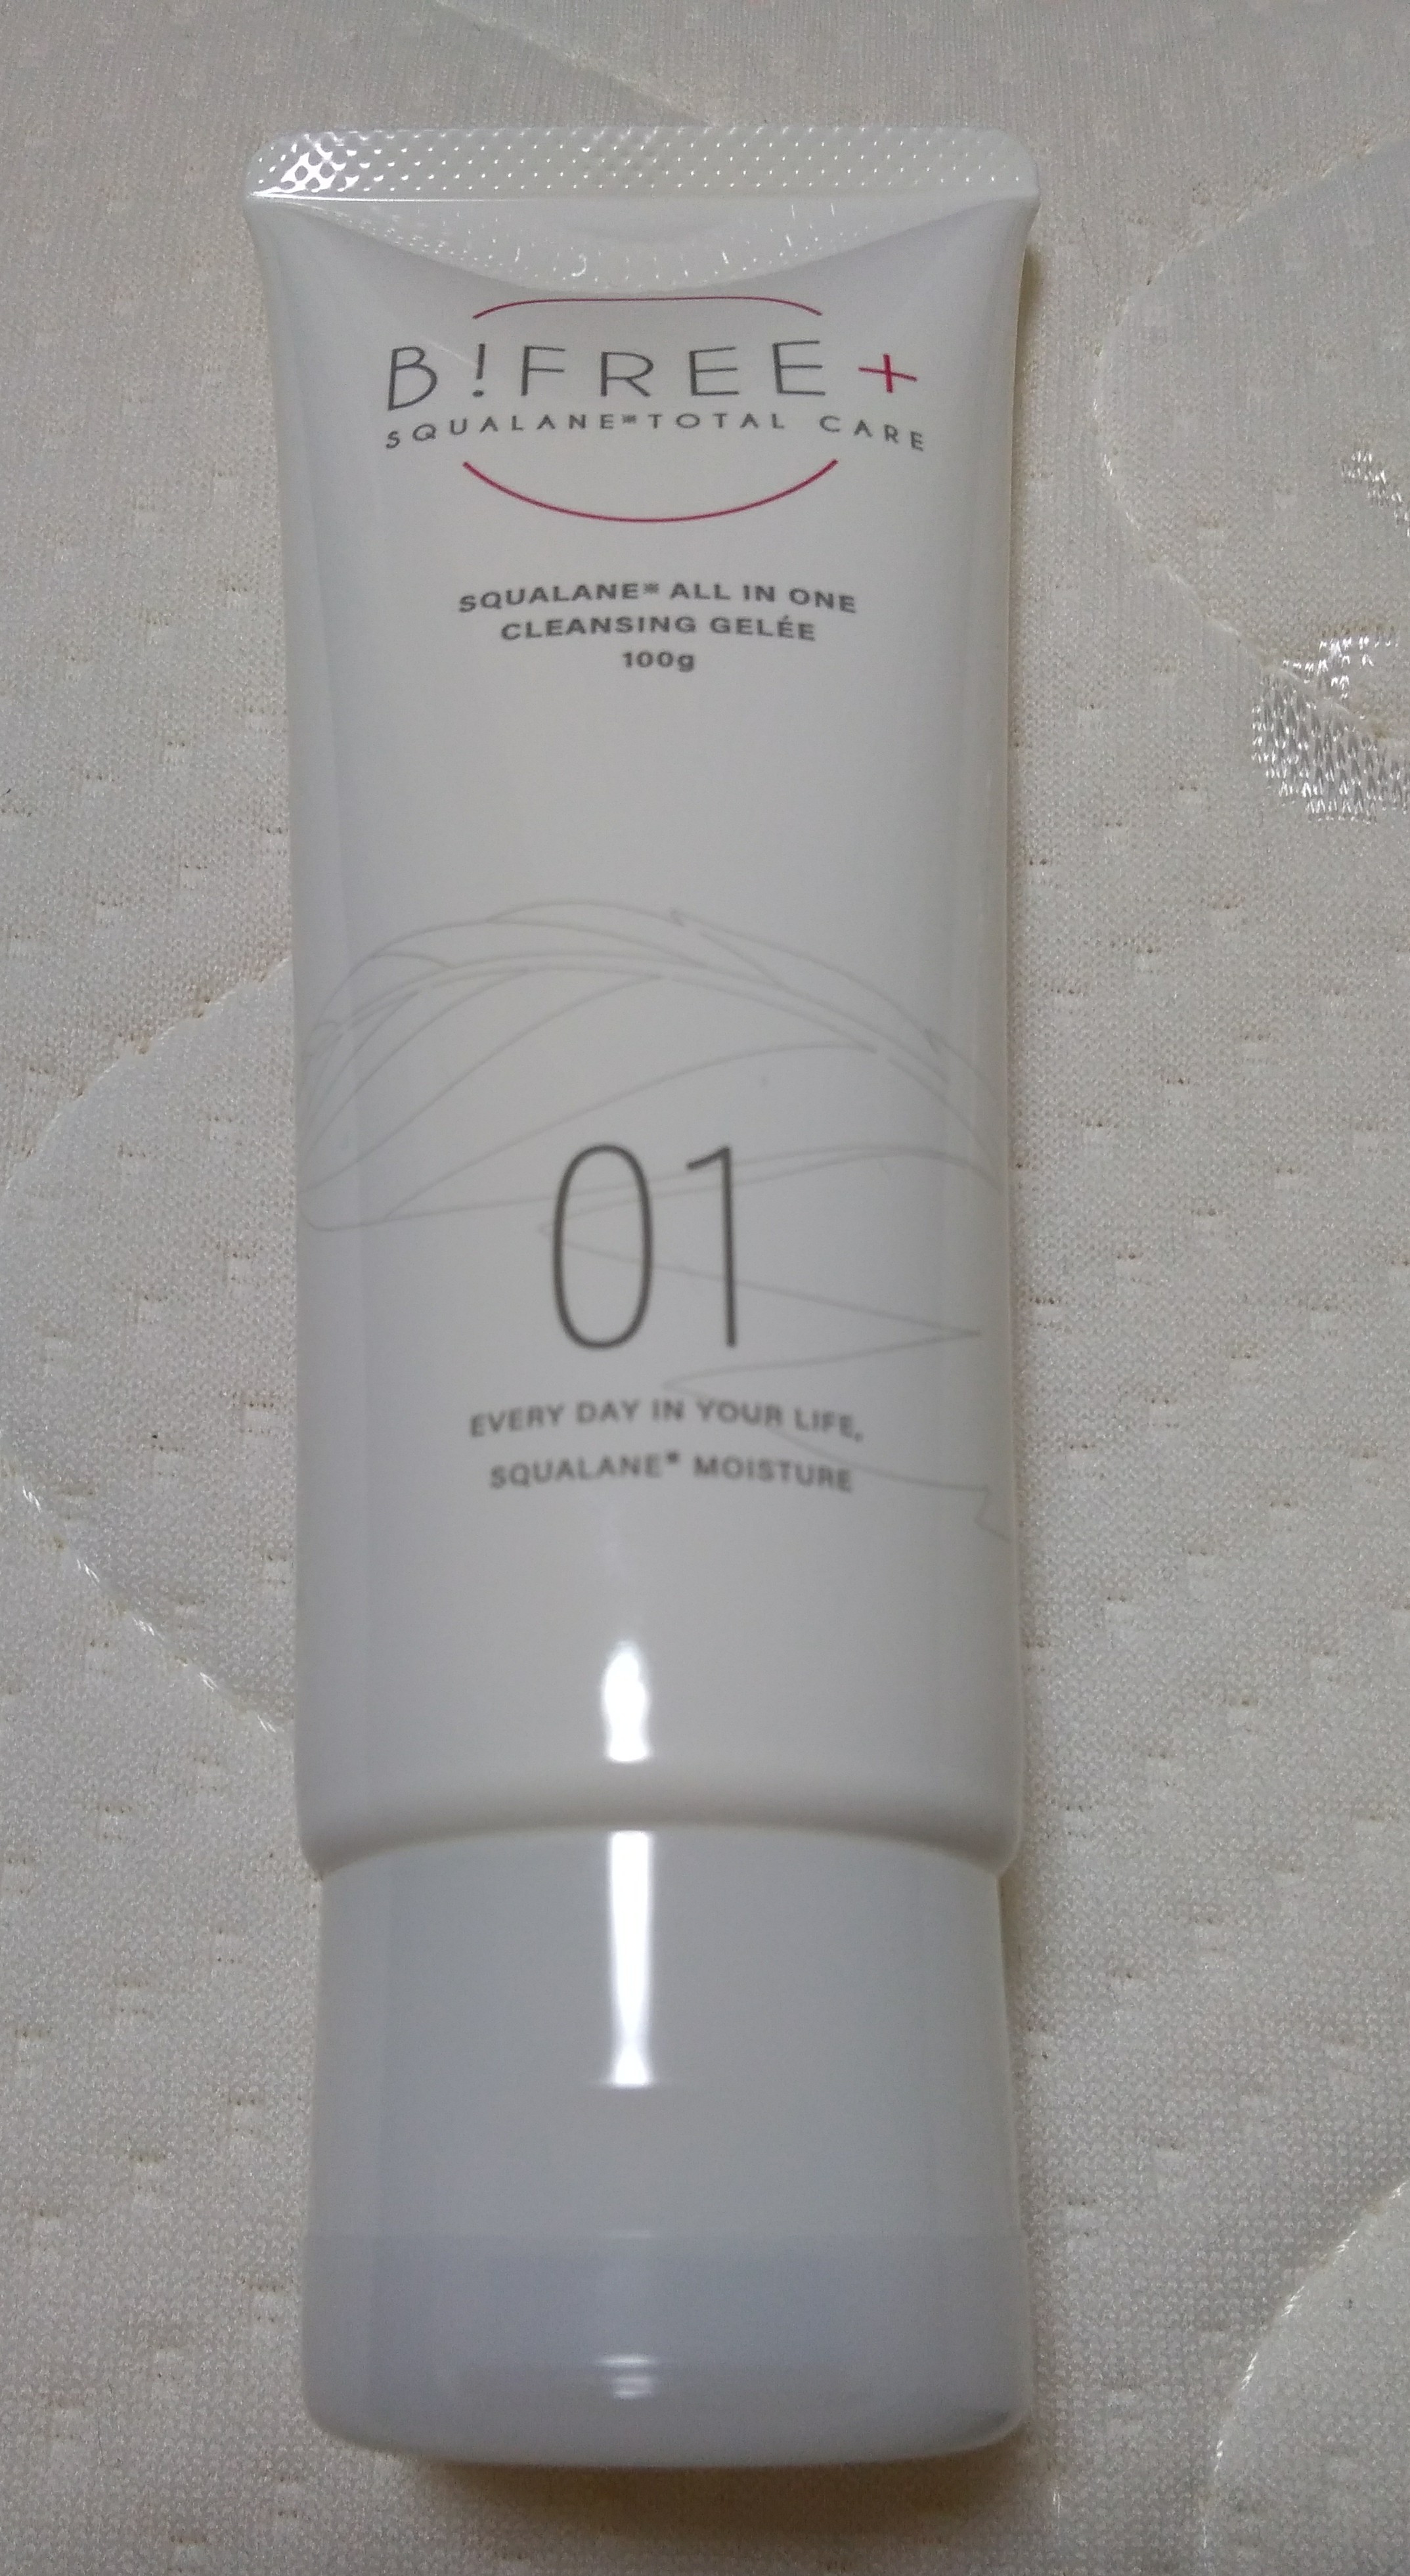 B!FREE+
SQUALANE※TOTAL CARE
SQUALANE※ ALL IN ONE
CLEANSING GELÉE
100g
01
EVERY DAY IN YOUR LIFE,
SQUALANE※ MOISTURE